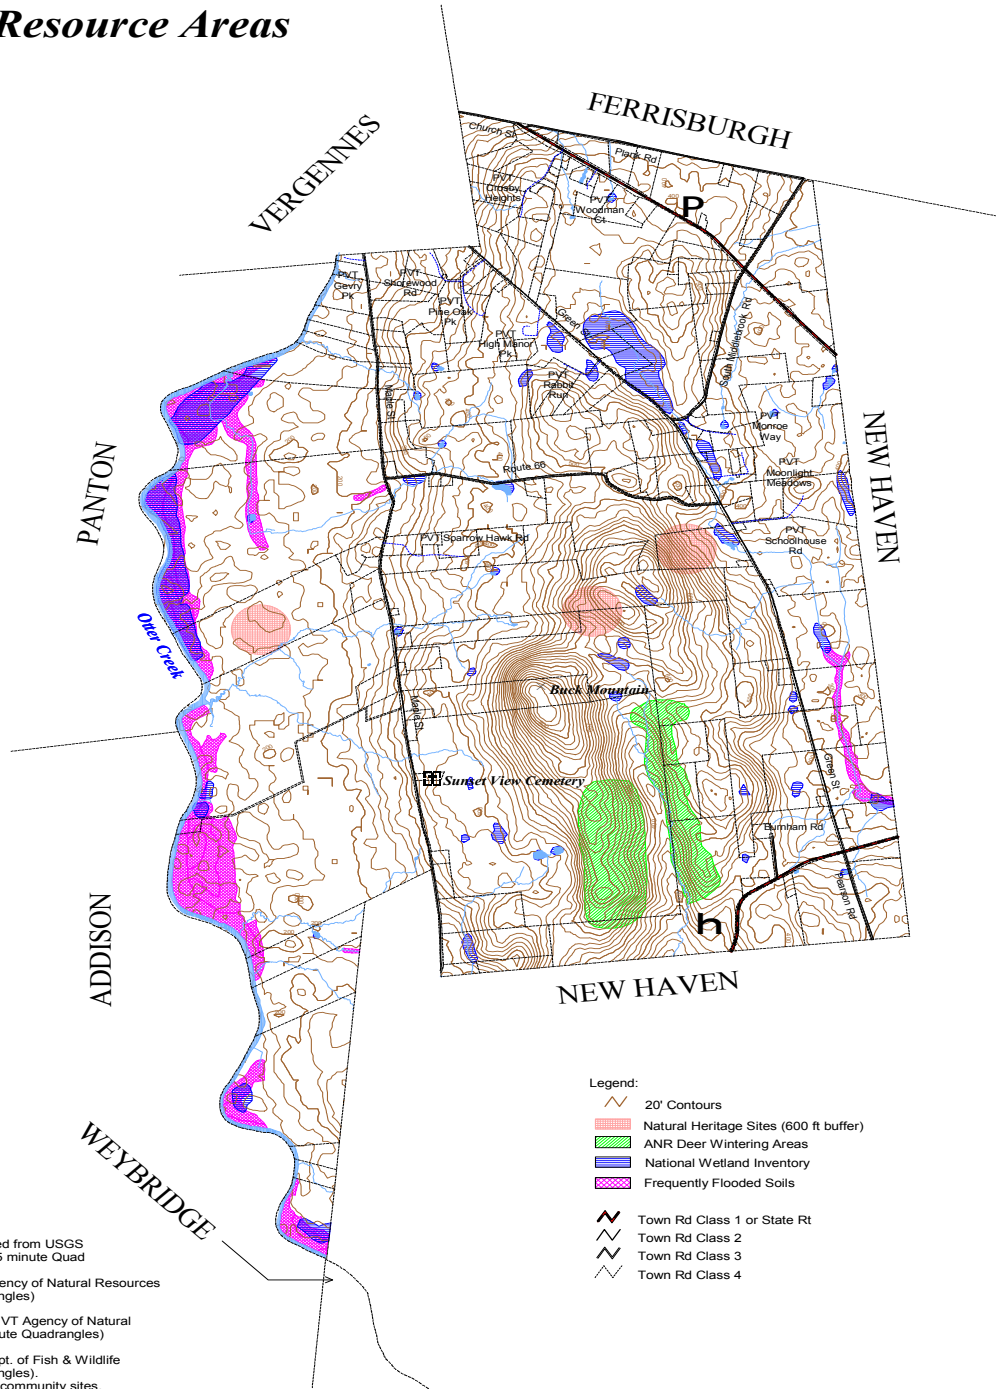 Resource Areas
FERRISBURGH
VERGENNES
Church St
Plank Rd
PVT
Crosby
Heights
PVT
Woodman
Ct
P
PVT
Gevry
Pk
PVT
Shorewood
Rd
PVT
Pine Oak
Pk
PVT
High Manor
Pk
Green St
South Middlebrook Rd
PVT
Rabbit
Run
Maple St
PVT
Monroe
Way
NEW HAVEN
PANTON
Route 66
PVT
Moonlight
Meadows
PVT Sparrow Hawk Rd
PVT
Schoolhouse
Rd
Otter Creek
Buck Mountain
Maple St
Sunset View Cemetery
Green St
Burnham Rd
Pearson Rd
ADDISON
h
NEW HAVEN
WEYBRIDGE
Legend:
20' Contours
Natural Heritage Sites (600 ft buffer)
ANR Deer Wintering Areas
National Wetland Inventory
Frequently Flooded Soils
Town Rd Class 1 or State Rt
Town Rd Class 2
Town Rd Class 3
Town Rd Class 4
ed from USGS
5 minute Quad
ency of Natural Resources
ngles)
VT Agency of Natural
ute Quadrangles)
pt. of Fish & Wildlife
ngles).
community sites